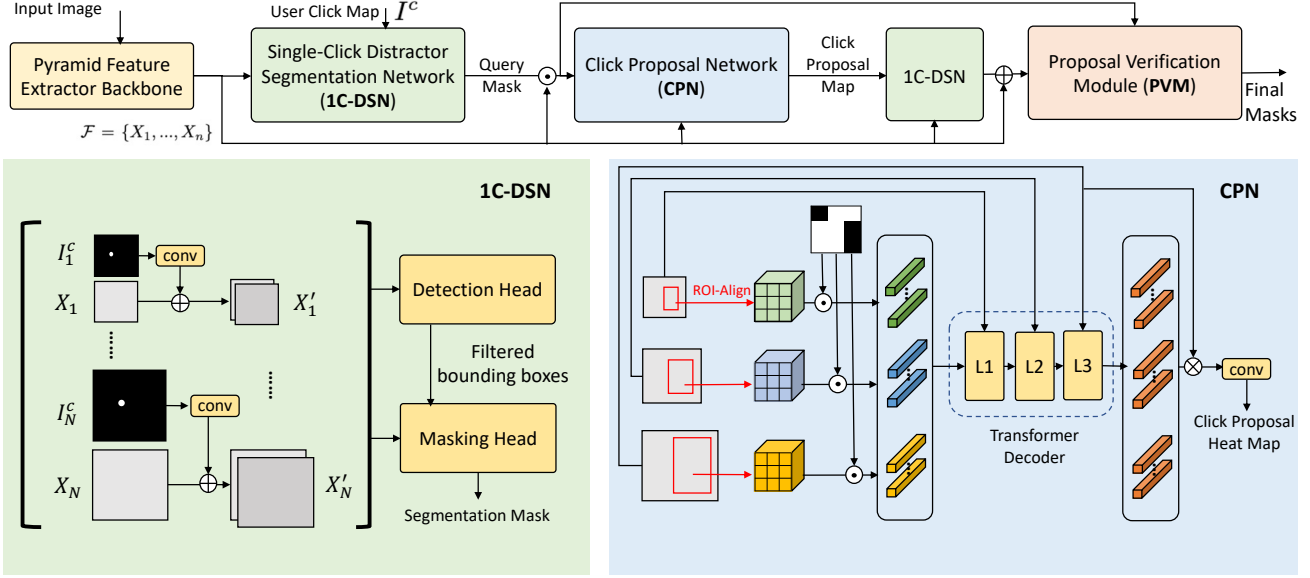 Input Image
User Click Map I^c
Pyramid Feature
Extractor Backbone
Single-Click Distractor
Segmentation Network
(1C-DSN)
Query
Mask
Click Proposal Network
(CPN)
Click
Proposal
Map
1C-DSN
Proposal Verification
Module (PVM)
Final
Masks
F = {X_1, ..., X_n}
1C-DSN
I_1^c
conv
X_1
X_1'
I_N^c
conv
X_N
X_N'
Detection Head
Filtered
bounding boxes
Masking Head
Segmentation Mask
CPN
ROI-Align
L1
L2
L3
Transformer
Decoder
conv
Click Proposal
Heat Map